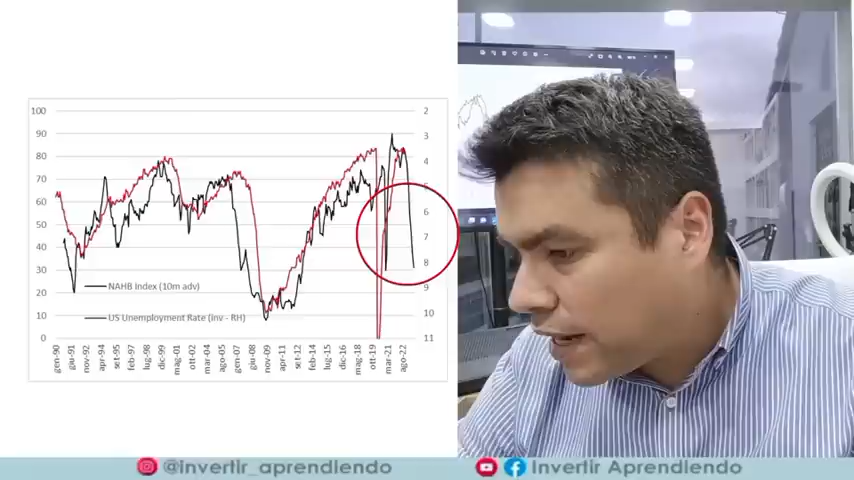 100
90
80
70
60
50
40
30
20
10
0
2
3
4
6
7
8
9
10
11
NAHB Index (10m adv)
US Unemployment Rate (inv - RH)
gen-90
giu-91
nov-92
apr-94
set-95
feb-97
lug-98
dic-99
mag-01
ott-02
mar-04
ago-05
gen-07
giu-08
nov-09
apr-11
set-12
feb-14
lug-15
dic-16
mag-18
ott-19
mar-21
ago-22
@invertir_aprendiendo
Invertir Aprendiendo